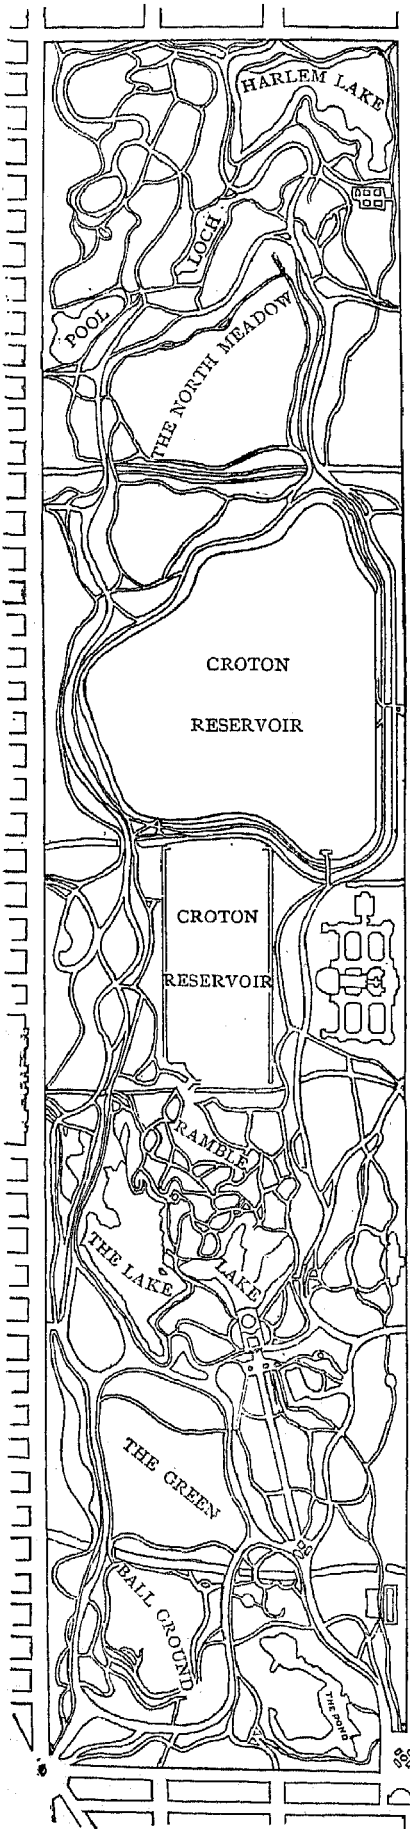 HARLEM LAKE
LOCH
POOL
THE NORTH MEADOW
CROTON
RESERVOIR
CROTON
RESERVOIR
RAMBLE
THE LAKE
LAKE
THE GREEN
BALL GROUND
THE POND